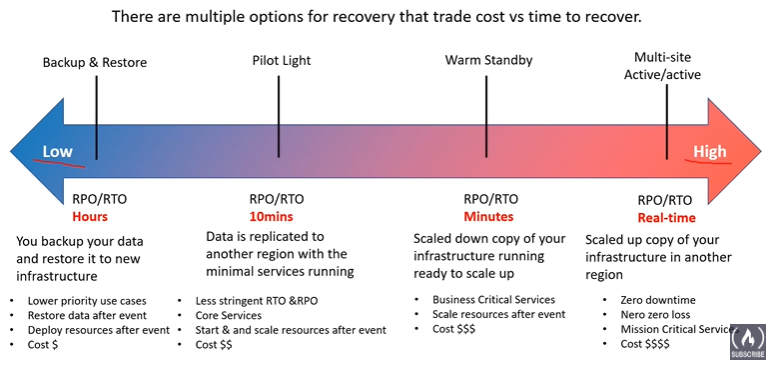 There are multiple options for recovery that trade cost vs time to recover.
Backup & Restore
Pilot Light
Warm Standby
Multi-site
Active/active
Low
High
RPO/RTO
Hours
You backup your data
and restore it to new
infrastructure
• Lower priority use cases
• Restore data after event
• Deploy resources after event
• Cost $
RPO/RTO
10mins
Data is replicated to
another region with the
minimal services running
• Less stringent RTO &RPO
• Core Services
• Start & and scale resources after event
• Cost $$
RPO/RTO
Minutes
Scaled down copy of your
infrastructure running
ready to scale up
• Business Critical Services
• Scale resources after event
• Cost $$$
RPO/RTO
Real-time
Scaled up copy of your
infrastructure in another
region
• Zero downtime
• Nero zero loss
• Mission Critical Services
• Cost $$$$
SUBSCRIBE